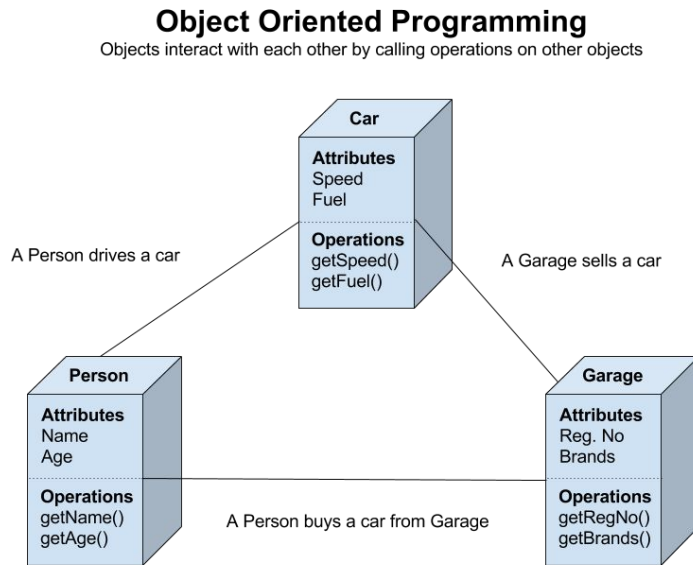 Object Oriented Programming
Objects interact with each other by calling operations on other objects
Car
Attributes
Speed
Fuel
Operations
getSpeed()
getFuel()
A Person drives a car
A Garage sells a car
Person
Attributes
Name
Age
Operations
getName()
getAge()
A Person buys a car from Garage
Garage
Attributes
Reg. No
Brands
Operations
getRegNo()
getBrands()